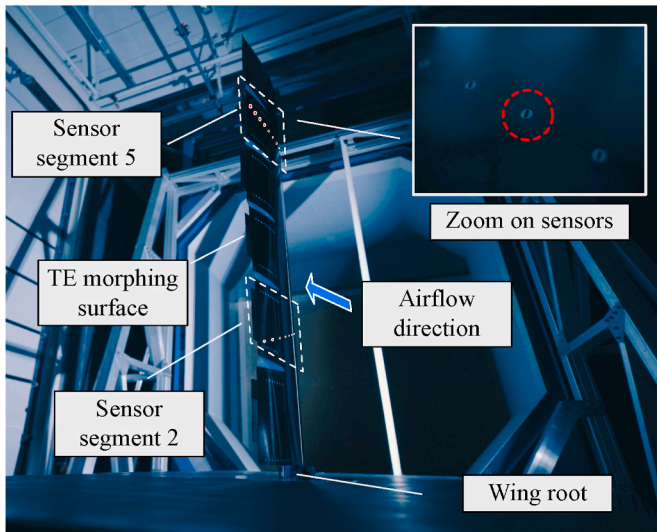 Sensor
segment 5
Zoom on sensors
TE morphing
surface
Airflow
direction
Sensor
segment 2
Wing root